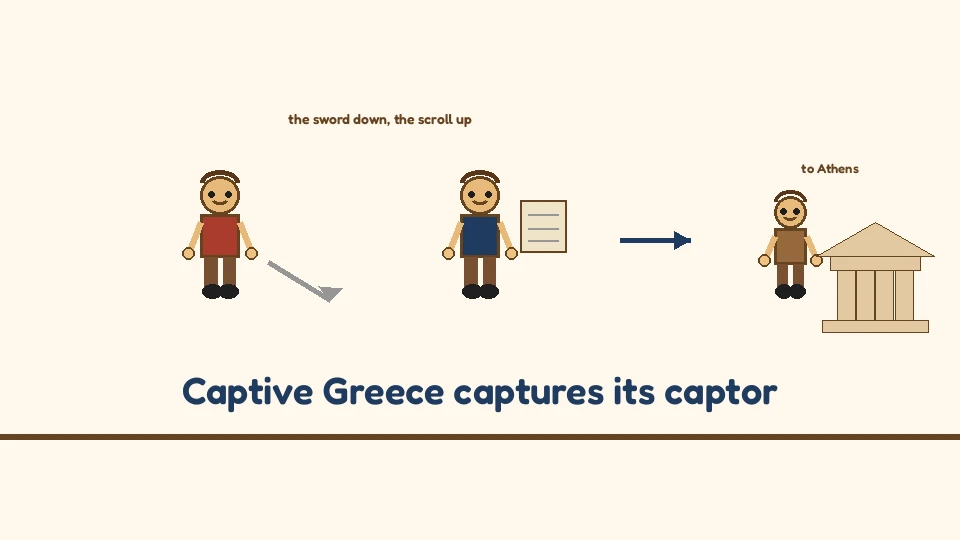 the sword down, the scroll up
to Athens
Captive Greece captures its captor